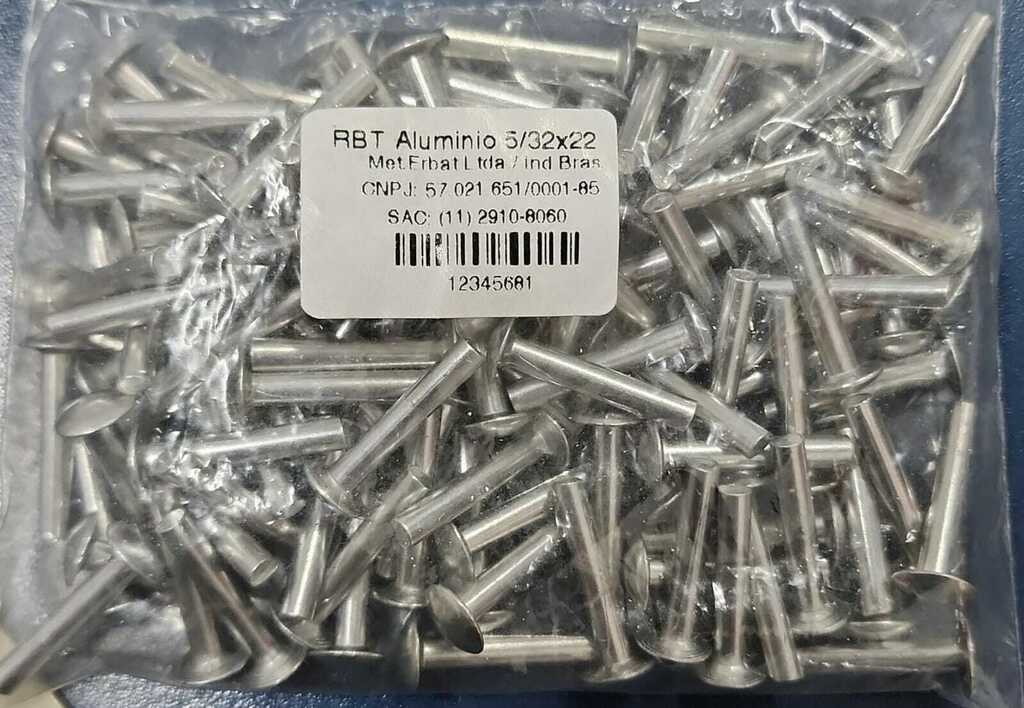 RBT Aluminio 5/32x22
Met.Erbat Ltda / Ind Bras.
CNPJ: 57 021 651/0001-85
SAC: (11) 2910-8060
12345681